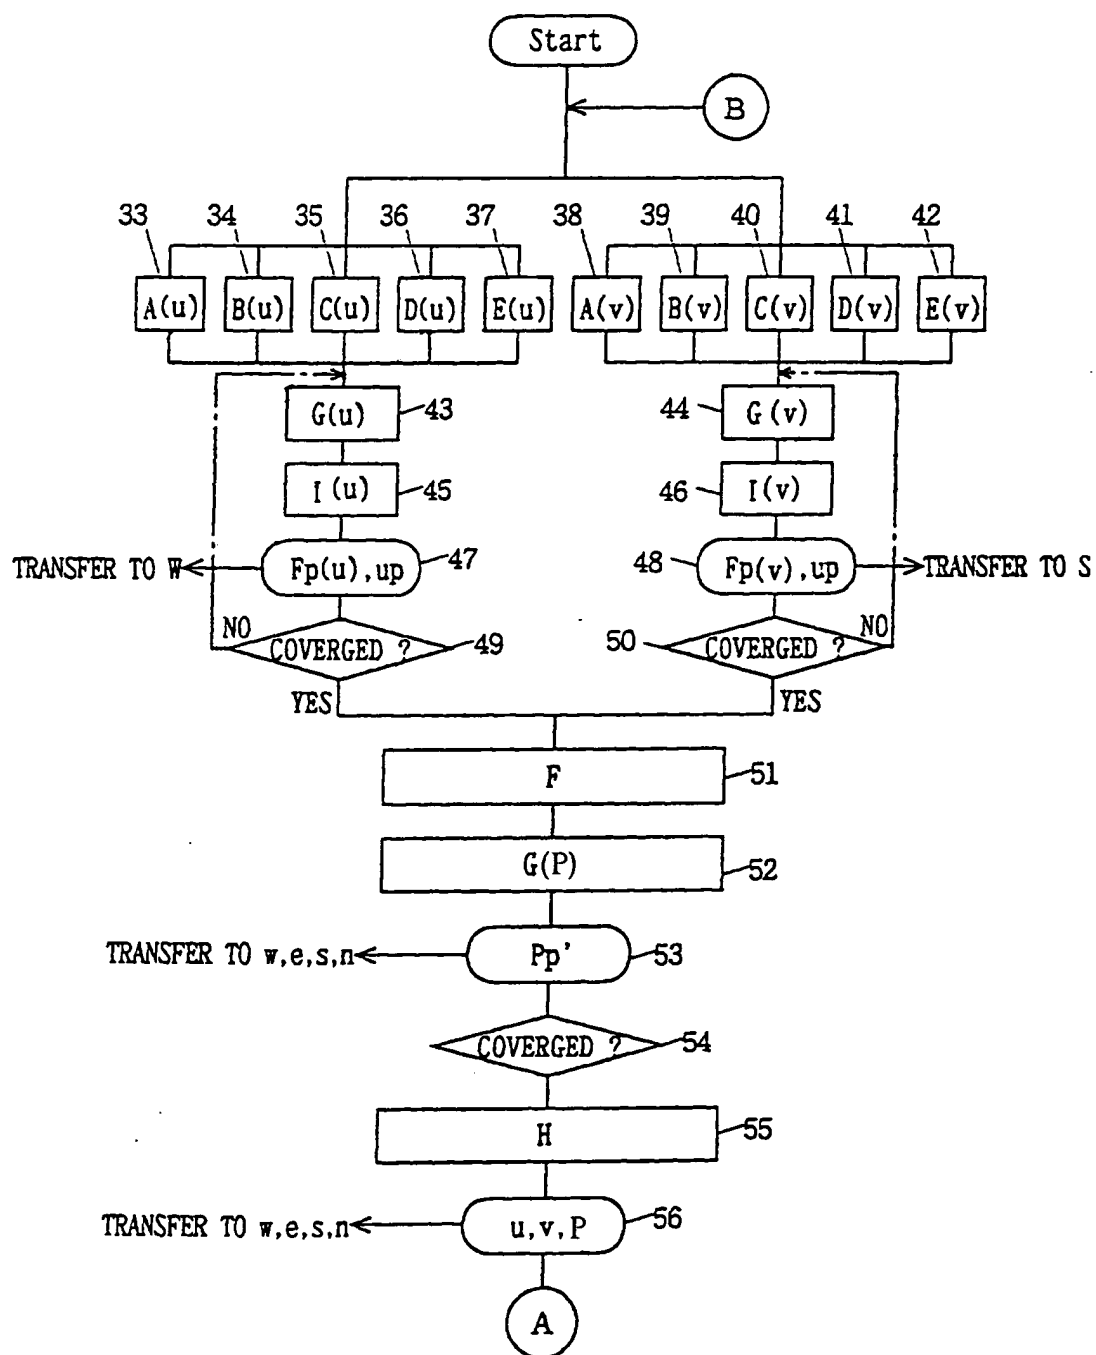 Start
B
33 34 35 36 37 38 39 40 41 42
A(u) B(u) C(u) D(u) E(u) A(v) B(v) C(v) D(v) E(v)
G(u) 43 44 G(v)
I(u) 45 46 I(v)
TRANSFER TO W Fp(u),up 47 48 Fp(v),up TRANSFER TO S
NO COVERGED ? 49 50 COVERGED ? NO
YES YES
F 51
G(P) 52
TRANSFER TO w,e,s,n Pp' 53
COVERGED ? 54
H 55
TRANSFER TO w,e,s,n u,v,P 56
A